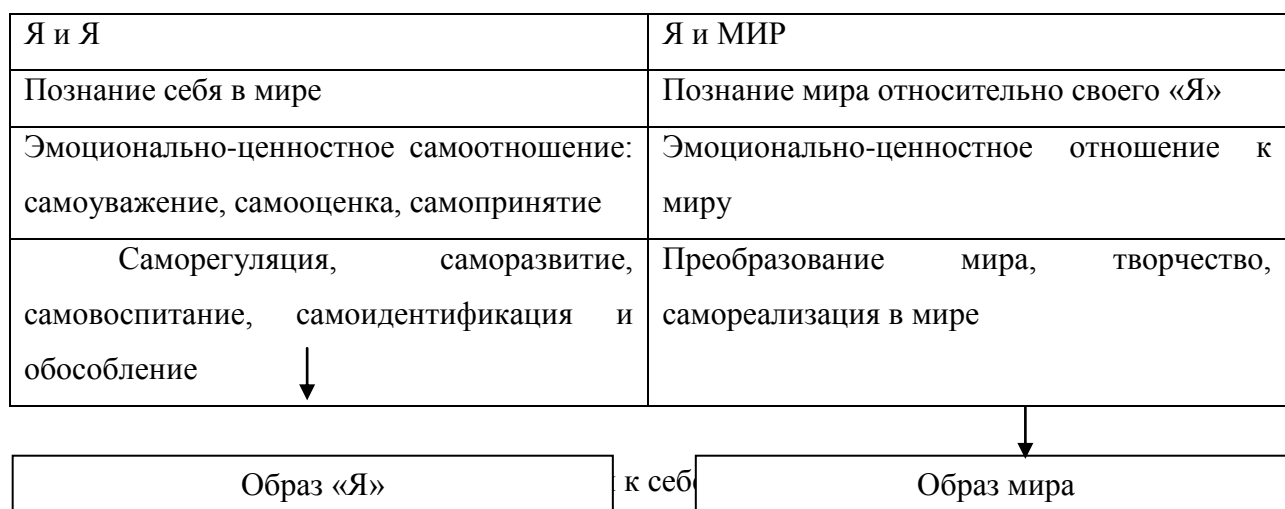 Я и Я
Я и МИР
Познание себя в мире
Познание мира относительно своего «Я»
Эмоционально-ценностное самоотношение:
самоуважение, самооценка, самопринятие
Эмоционально-ценностное отношение к
миру
Саморегуляция, саморазвитие,
самовоспитание, самоидентификация и
обособление
Преобразование мира, творчество,
самореализация в мире
Образ «Я»
к себе
Образ мира